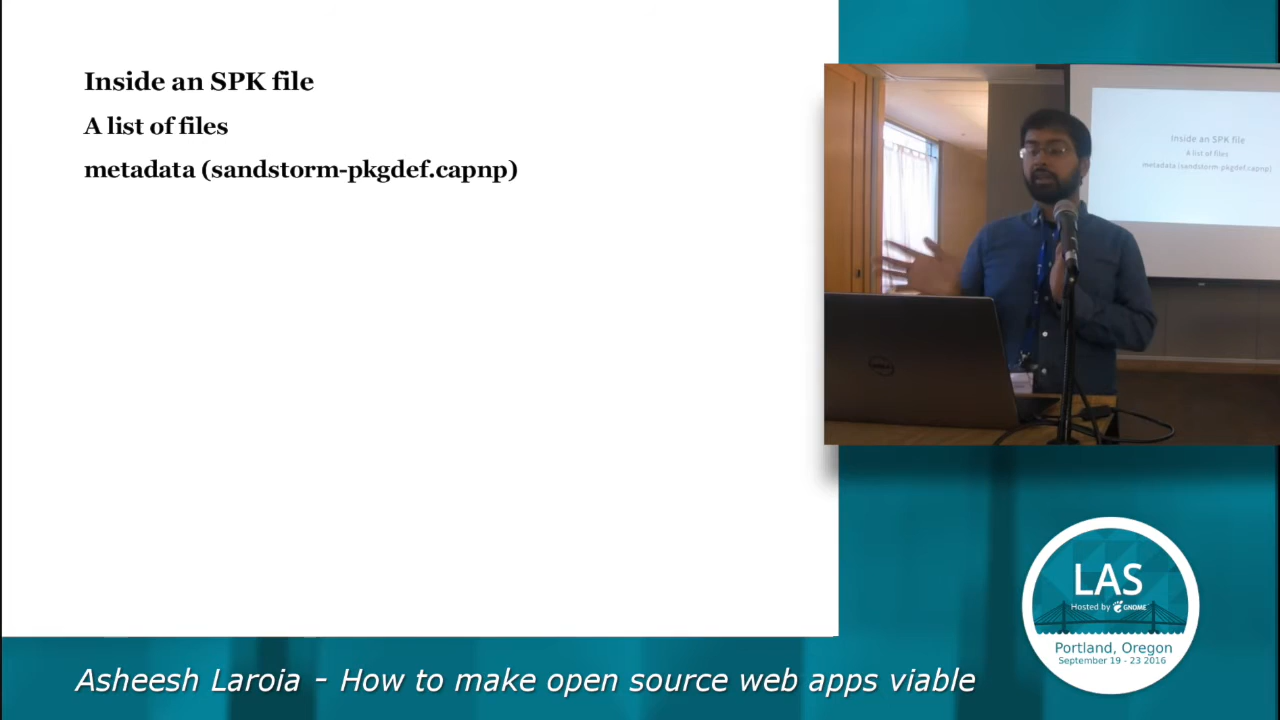 Inside an SPK file
A list of files
metadata (sandstorm-pkgdef.capnp)
Inside an SPK file
A list of files
metadata (sandstorm-pkgdef.capnp)
DELL
LAS
Hosted by GNOME
Portland, Oregon
September 19 - 23 2016
Asheesh Laroia - How to make open source web apps viable